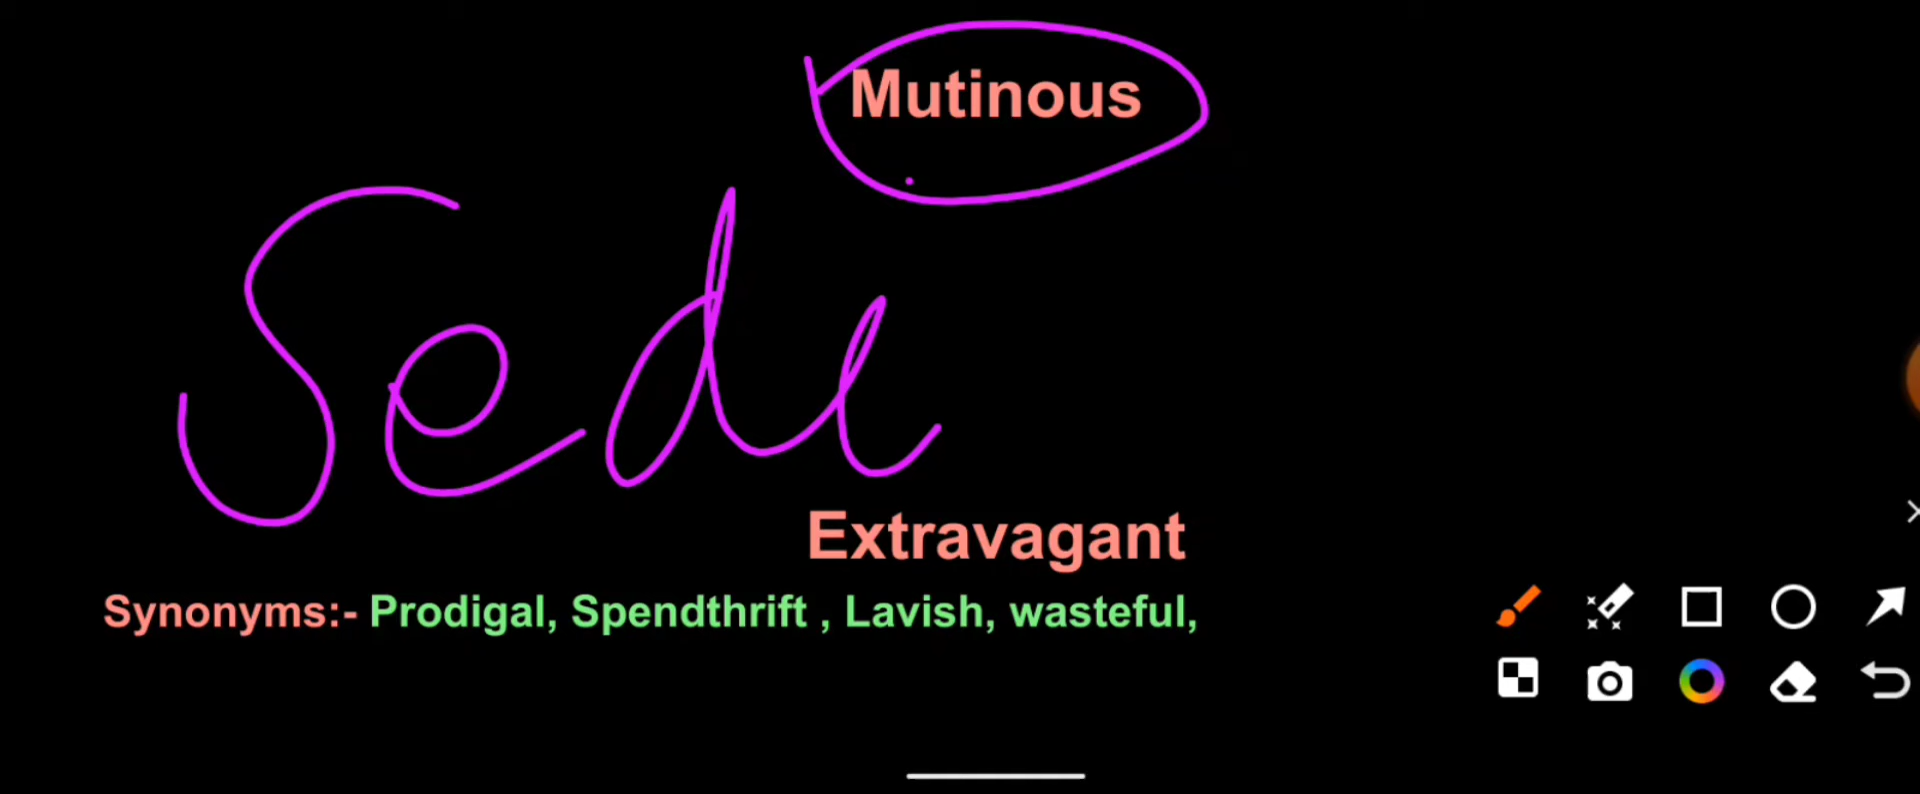 Mutinous
Sedi
Extravagant
Synonyms:- Prodigal, Spendthrift , Lavish, wasteful,